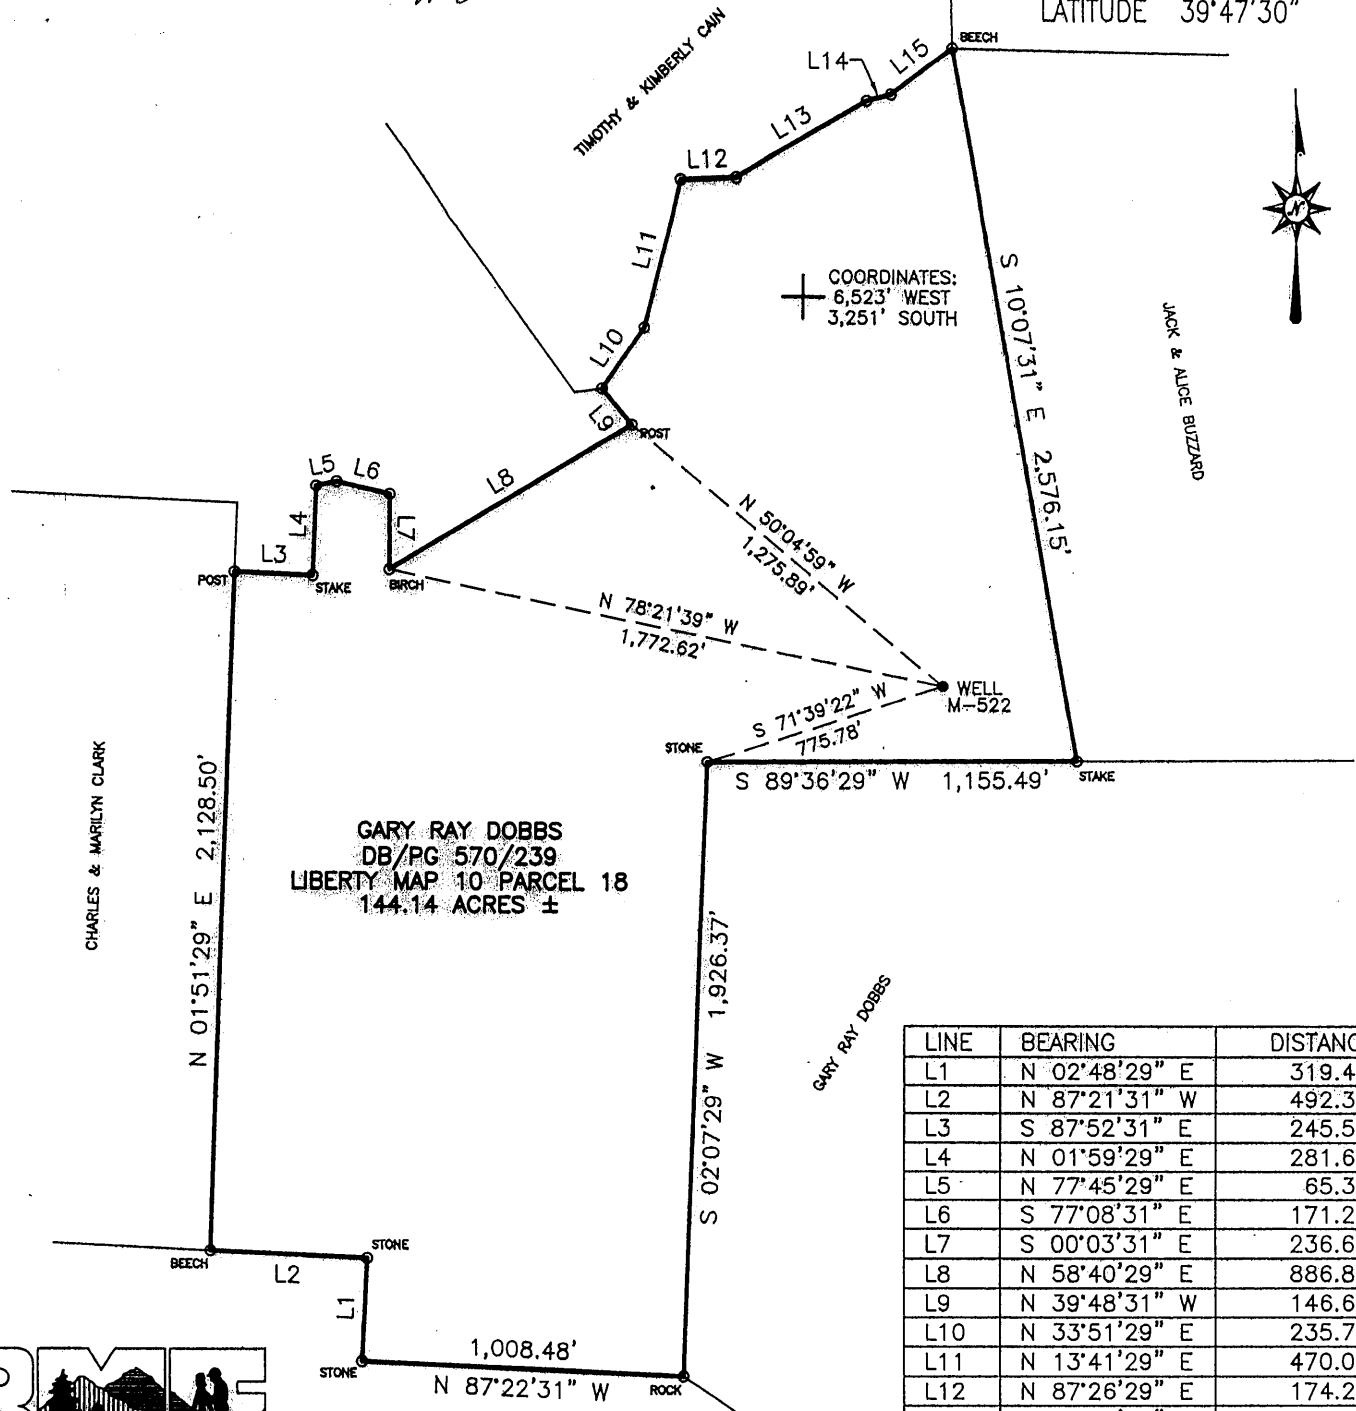 LATITUDE 39°47'30"
BEECH
TIMOTHY & KIMBERLY CAIN
L14
L15
L13
L12
L11
COORDINATES:
6,523' WEST
3,251' SOUTH
S 10°07'31" E 2,576.15'
JACK & ALICE BUZZARD
L10
L9
POST
L8
L5
L6
L4
L7
L3
POST
STAKE
BIRCH
N 50°04'59" W
1,275.89'
N 78°21'39" W
1,772.62'
WELL
M-522
S 71°39'22" W
775.78'
STONE
STAKE
S 89°36'29" W 1,155.49'
CHARLES & MARILYN CLARK
N 01°51'29" E 2,128.50'
GARY RAY DOBBS
DB/PG 570/239
LIBERTY MAP 10 PARCEL 18
144.14 ACRES ±
S 02°07'29" W 1,926.37'
GARY RAY DOBBS
BEECH
L2
STONE
L1
STONE
1,008.48'
N 87°22'31" W
ROCK
LINE BEARING DISTANC
L1 N 02°48'29" E 319.4
L2 N 87°21'31" W 492.3
L3 S 87°52'31" E 245.5
L4 N 01°59'29" E 281.6
L5 N 77°45'29" E 65.3
L6 S 77°08'31" E 171.2
L7 S 00°03'31" E 236.6
L8 N 58°40'29" E 886.8
L9 N 39°48'31" W 146.6
L10 N 33°51'29" E 235.7
L11 N 13°41'29" E 470.0
L12 N 87°26'29" E 174.2